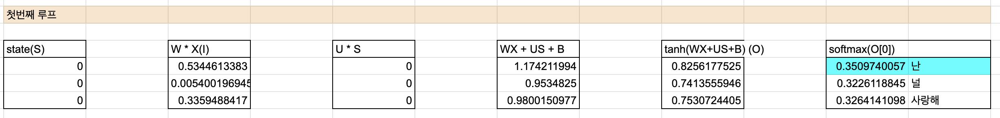 첫번째 루프
state(S) W * X(I) U * S WX + US + B tanh(WX+US+B) (O) softmax(O[0])
0 0.5344613383 0 1.174211994 0.8256177525 0.3509740057 난
0 0.005400196945 0 0.9534825 0.7413555946 0.3226118845 널
0 0.3359488417 0 0.9800150977 0.7530724405 0.3264141098 사랑해